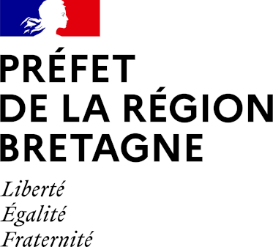 PRÉFET
DE LA RÉGION
BRETAGNE
Liberté
Égalité
Fraternité